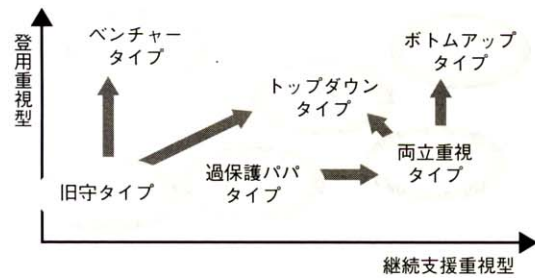 登用重視型
ベンチャー
タイプ
ボトムアップ
タイプ
トップダウン
タイプ
旧守タイプ
過保護パパ
タイプ
両立重視
タイプ
継続支援重視型